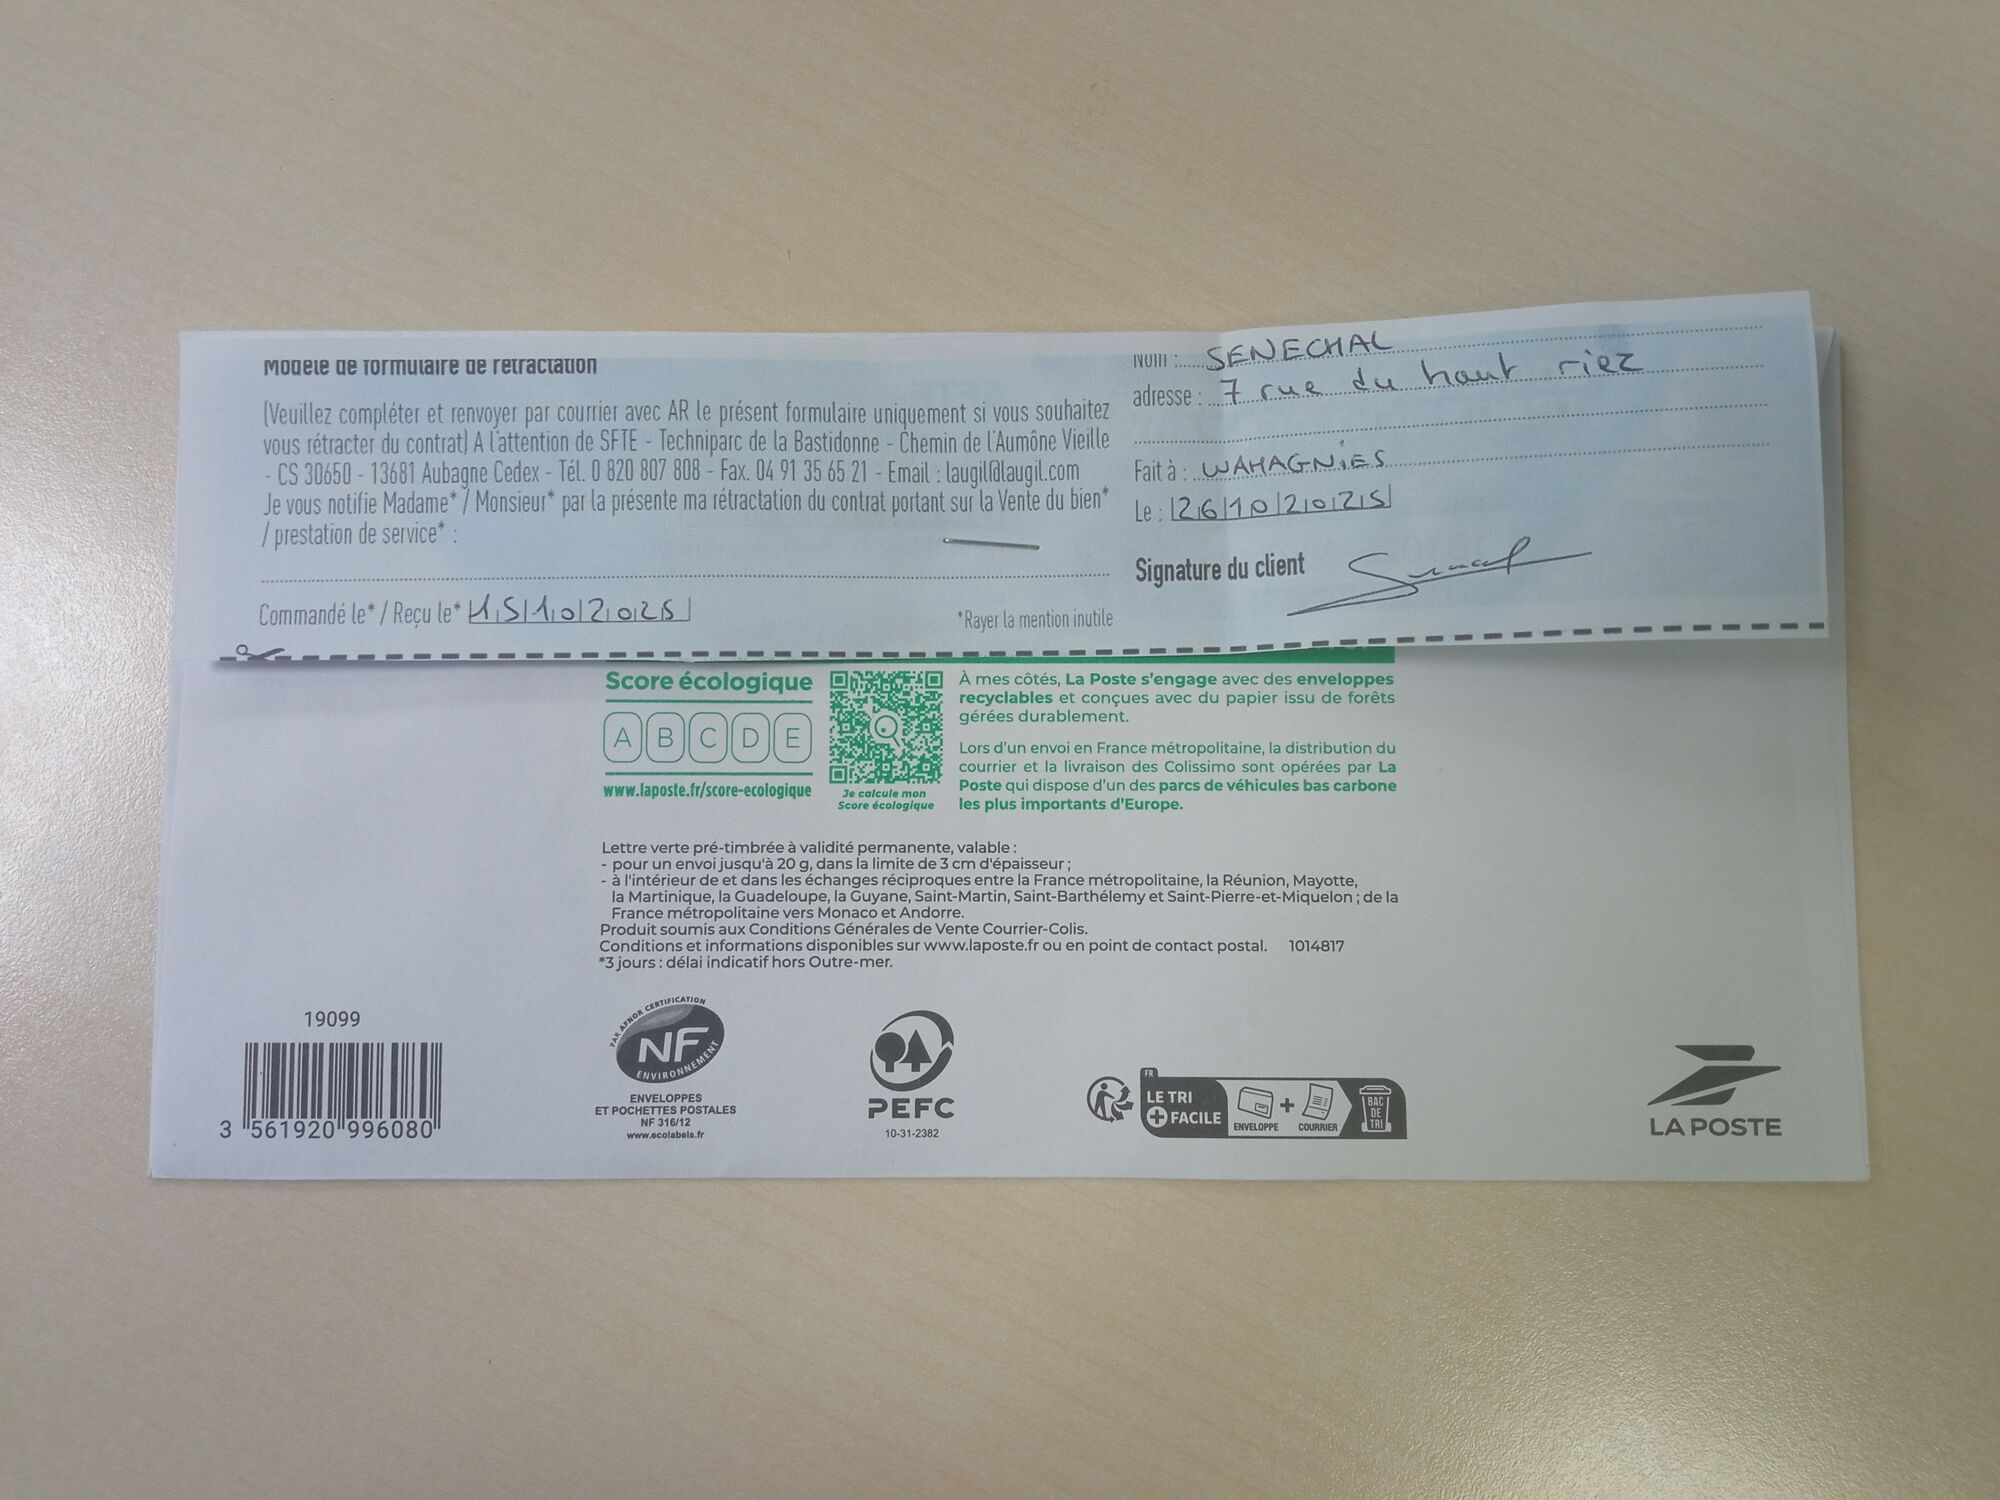 Modèle de formulaire de rétractation
(Veuillez compléter et renvoyer par courrier avec AR le présent formulaire uniquement si vous souhaitez
vous rétracter du contrat) A l'attention de SFTE - Techniparc de la Bastidonne - Chemin de l'Aumône Vieille
- CS 30650 - 13681 Aubagne Cedex - Tél. 0 820 807 808 - Fax. 04 91 35 65 21 - Email : laugil@laugil.com
Je vous notifie Madame* / Monsieur* par la présente ma rétractation du contrat portant sur la Vente du bien*
/ prestation de service* :
Commandé le* / Reçu le* 15/10/2025
*Rayer la mention inutile
Nom : SENECHAL
adresse : 7 rue du haut riez
Fait à : WAHAGNiES
Le : 26/10/2025
Signature du client
Score écologique
A B C D E
www.laposte.fr/score-ecologique
Je calcule mon
Score écologique
À mes côtés, La Poste s'engage avec des enveloppes
recyclables et conçues avec du papier issu de forêts
gérées durablement.
Lors d'un envoi en France métropolitaine, la distribution du
courrier et la livraison des Colissimo sont opérées par La
Poste qui dispose d'un des parcs de véhicules bas carbone
les plus importants d'Europe.
Lettre verte pré-timbrée à validité permanente, valable :
- pour un envoi jusqu'à 20 g, dans la limite de 3 cm d'épaisseur ;
- à l'intérieur de et dans les échanges réciproques entre la France métropolitaine, la Réunion, Mayotte,
la Martinique, la Guadeloupe, la Guyane, Saint-Martin, Saint-Barthélemy et Saint-Pierre-et-Miquelon ; de la
France métropolitaine vers Monaco et Andorre.
Produit soumis aux Conditions Générales de Vente Courrier-Colis.
Conditions et informations disponibles sur www.laposte.fr ou en point de contact postal. 1014817
*3 jours : délai indicatif hors Outre-mer.
19099
3 561920 996080
PAR AFNOR CERTIFICATION
NF
ENVIRONNEMENT
ENVELOPPES
ET POCHETTES POSTALES
NF 316/12
www.ecolabels.fr
PEFC
10-31-2382
FR
LE TRI
+ FACILE
ENVELOPPE + COURRIER
BAC
DE
TRI
LA POSTE